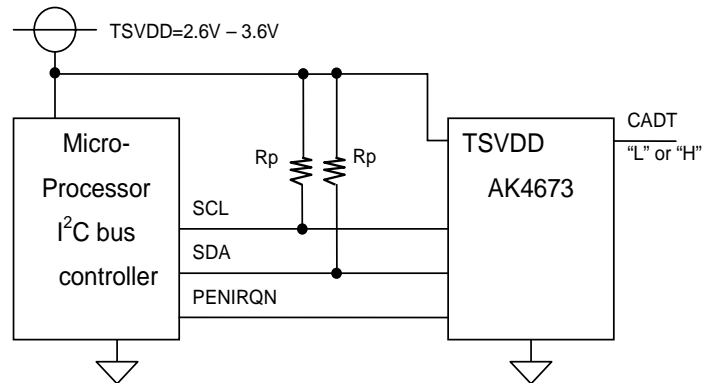 TSVDD=2.6V – 3.6V
Micro-
Processor
I²C bus
controller
Rp
Rp
SCL
SDA
PENIRQN
TSVDD
AK4673
CADT
“L” or “H”